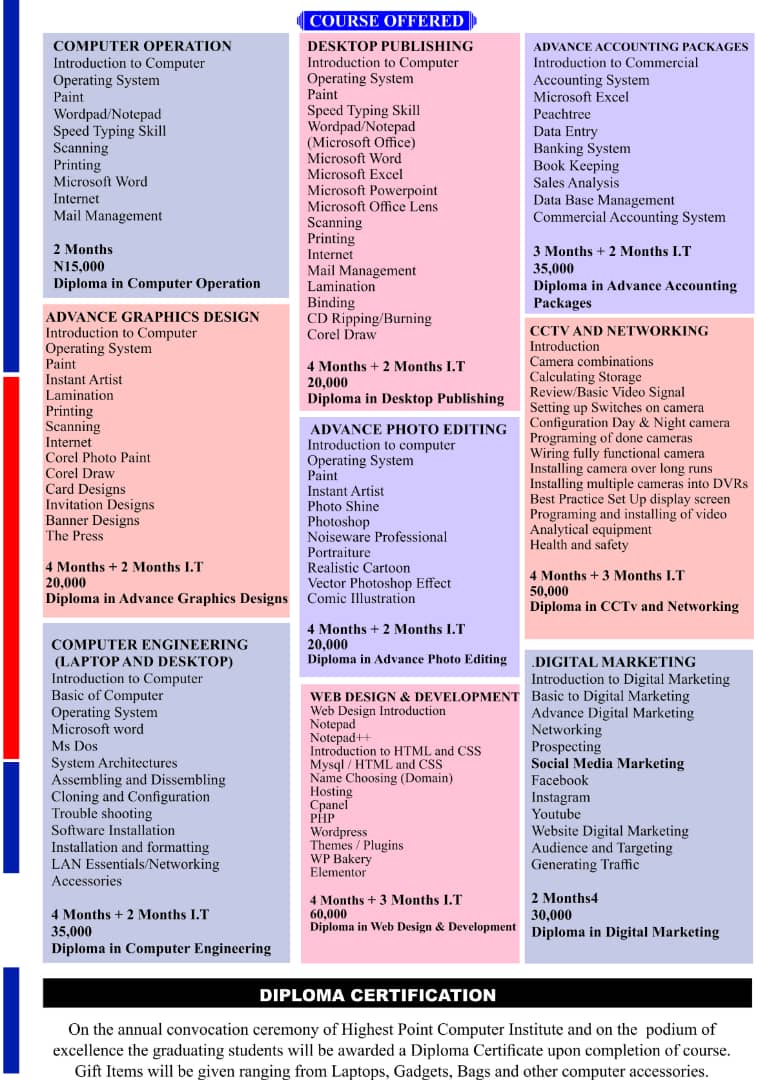 COURSE OFFERED
COMPUTER OPERATION
Introduction to Computer
Operating System
Paint
Wordpad/Notepad
Speed Typing Skill
Scanning
Printing
Microsoft Word
Internet
Mail Management
2 Months
N15,000
Diploma in Computer Operation
ADVANCE GRAPHICS DESIGN
Introduction to Computer
Operating System
Paint
Instant Artist
Lamination
Printing
Scanning
Internet
Corel Photo Paint
Corel Draw
Card Designs
Invitation Designs
Banner Designs
The Press
4 Months + 2 Months I.T
20,000
Diploma in Advance Graphics Designs
COMPUTER ENGINEERING
(LAPTOP AND DESKTOP)
Introduction to Computer
Basic of Computer
Operating System
Microsoft word
Ms Dos
System Architectures
Assembling and Dissembling
Cloning and Configuration
Trouble shooting
Software Installation
Installation and formatting
LAN Essentials/Networking
Accessories
4 Months + 2 Months I.T
35,000
Diploma in Computer Engineering
DESKTOP PUBLISHING
Introduction to Computer
Operating System
Paint
Speed Typing Skill
Wordpad/Notepad
(Microsoft Office)
Microsoft Word
Microsoft Excel
Microsoft Powerpoint
Microsoft Office Lens
Scanning
Printing
Internet
Mail Management
Lamination
Binding
CD Ripping/Burning
Corel Draw
4 Months + 2 Months I.T
20,000
Diploma in Desktop Publishing
ADVANCE PHOTO EDITING
Introduction to computer
Operating System
Paint
Instant Artist
Photo Shine
Photoshop
Noiseware Professional
Portraiture
Realistic Cartoon
Vector Photoshop Effect
Comic Illustration
4 Months + 2 Months I.T
20,000
Diploma in Advance Photo Editing
WEB DESIGN & DEVELOPMENT
Web Design Introduction
Notepad
Notepad++
Introduction to HTML and CSS
Mysql / HTML and CSS
Name Choosing (Domain)
Hosting
Cpanel
PHP
Wordpress
Themes / Plugins
WP Bakery
Elementor
4 Months + 3 Months I.T
60,000
Diploma in Web Design & Development
ADVANCE ACCOUNTING PACKAGES
Introduction to Commercial
Accounting System
Microsoft Excel
Peachtree
Data Entry
Banking System
Book Keeping
Sales Analysis
Data Base Management
Commercial Accounting System
3 Months + 2 Months I.T
35,000
Diploma in Advance Accounting
Packages
CCTV AND NETWORKING
Introduction
Camera combinations
Calculating Storage
Review/Basic Video Signal
Setting up Switches on camera
Configuration Day & Night camera
Programing of done cameras
Wiring fully functional camera
Installing camera over long runs
Installing multiple cameras into DVRs
Best Practice Set Up display screen
Programing and installing of video
Analytical equipment
Health and safety
4 Months + 3 Months I.T
50,000
Diploma in CCTv and Networking
.DIGITAL MARKETING
Introduction to Digital Marketing
Basic to Digital Marketing
Advance Digital Marketing
Networking
Prospecting
Social Media Marketing
Facebook
Instagram
Youtube
Website Digital Marketing
Audience and Targeting
Generating Traffic
2 Months4
30,000
Diploma in Digital Marketing
DIPLOMA CERTIFICATION
On the annual convocation ceremony of Highest Point Computer Institute and on the podium of
excellence the graduating students will be awarded a Diploma Certificate upon completion of course.
Gift Items will be given ranging from Laptops, Gadgets, Bags and other computer accessories.